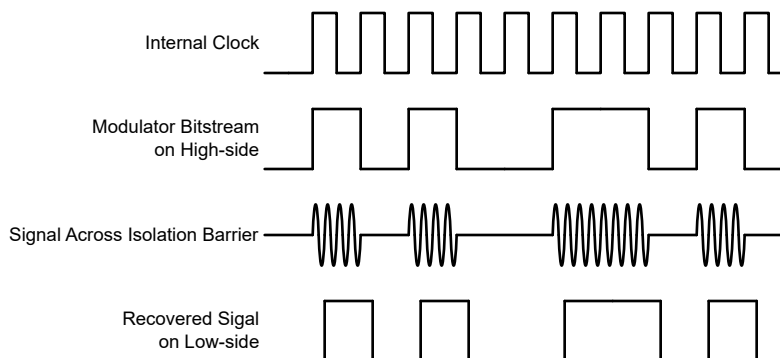 Internal Clock
Modulator Bitstream
on High-side
Signal Across Isolation Barrier
Recovered Sigal
on Low-side